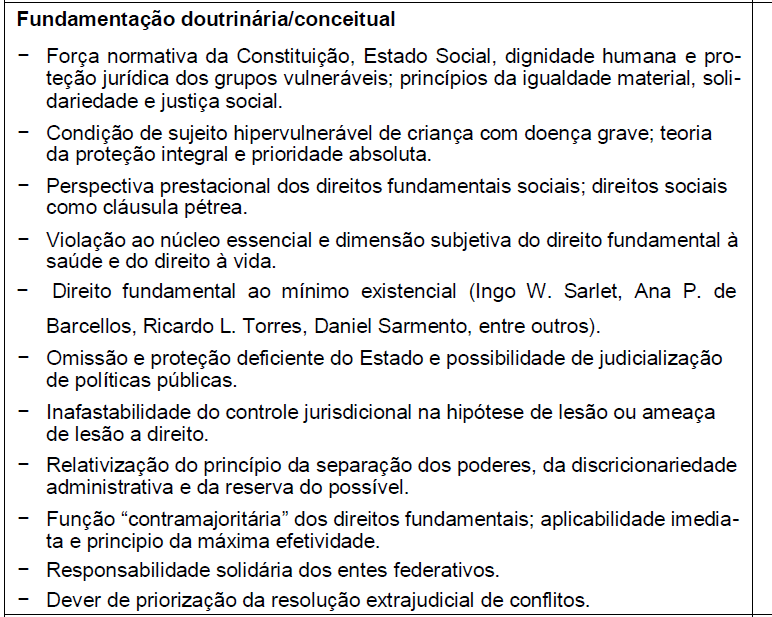 Fundamentação doutrinária/conceitual
− Força normativa da Constituição, Estado Social, dignidade humana e pro-
teção jurídica dos grupos vulneráveis; princípios da igualdade material, soli-
dariedade e justiça social.
− Condição de sujeito hipervulnerável de criança com doença grave; teoria
da proteção integral e prioridade absoluta.
− Perspectiva prestacional dos direitos fundamentais sociais; direitos sociais
como cláusula pétrea.
− Violação ao núcleo essencial e dimensão subjetiva do direito fundamental à
saúde e do direito à vida.
− Direito fundamental ao mínimo existencial (Ingo W. Sarlet, Ana P. de
Barcellos, Ricardo L. Torres, Daniel Sarmento, entre outros).
− Omissão e proteção deficiente do Estado e possibilidade de judicialização
de políticas públicas.
− Inafastabilidade do controle jurisdicional na hipótese de lesão ou ameaça
de lesão a direito.
− Relativização do princípio da separação dos poderes, da discricionariedade
administrativa e da reserva do possível.
− Função “contramajoritária” dos direitos fundamentais; aplicabilidade imedia-
ta e principio da máxima efetividade.
− Responsabilidade solidária dos entes federativos.
− Dever de priorização da resolução extrajudicial de conflitos.